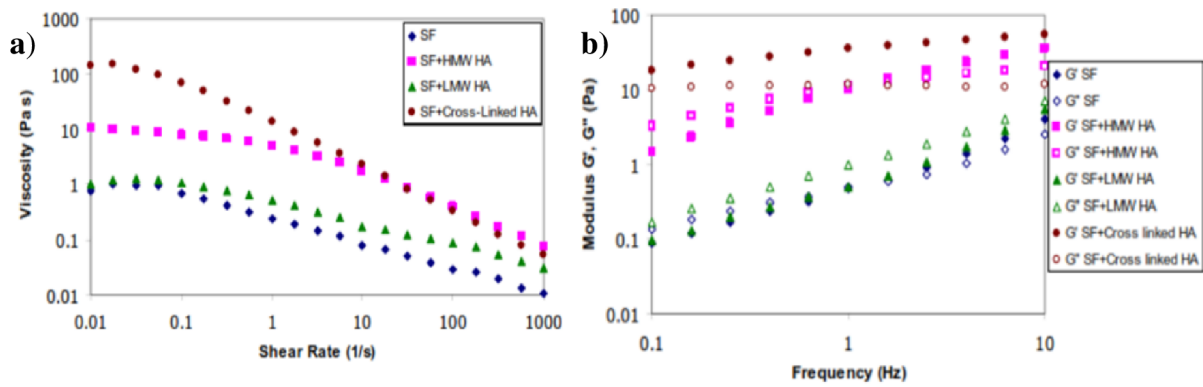 a)
1000
100
10
1
0.1
0.01
Viscosity (Pa s)
0.01 0.1 1 10 100 1000
Shear Rate (1/s)
SF
SF+HMW HA
SF+LMW HA
SF+Cross-Linked HA
b)
100
10
1
0.1
0.01
Modulus G', G" (Pa)
0.1 1 10
Frequency (Hz)
G' SF
G" SF
G' SF+HMW HA
G" SF+HMW HA
G' SF+LMW HA
G" SF+LMW HA
G' SF+Cross linked HA
G" SF+Cross linked HA